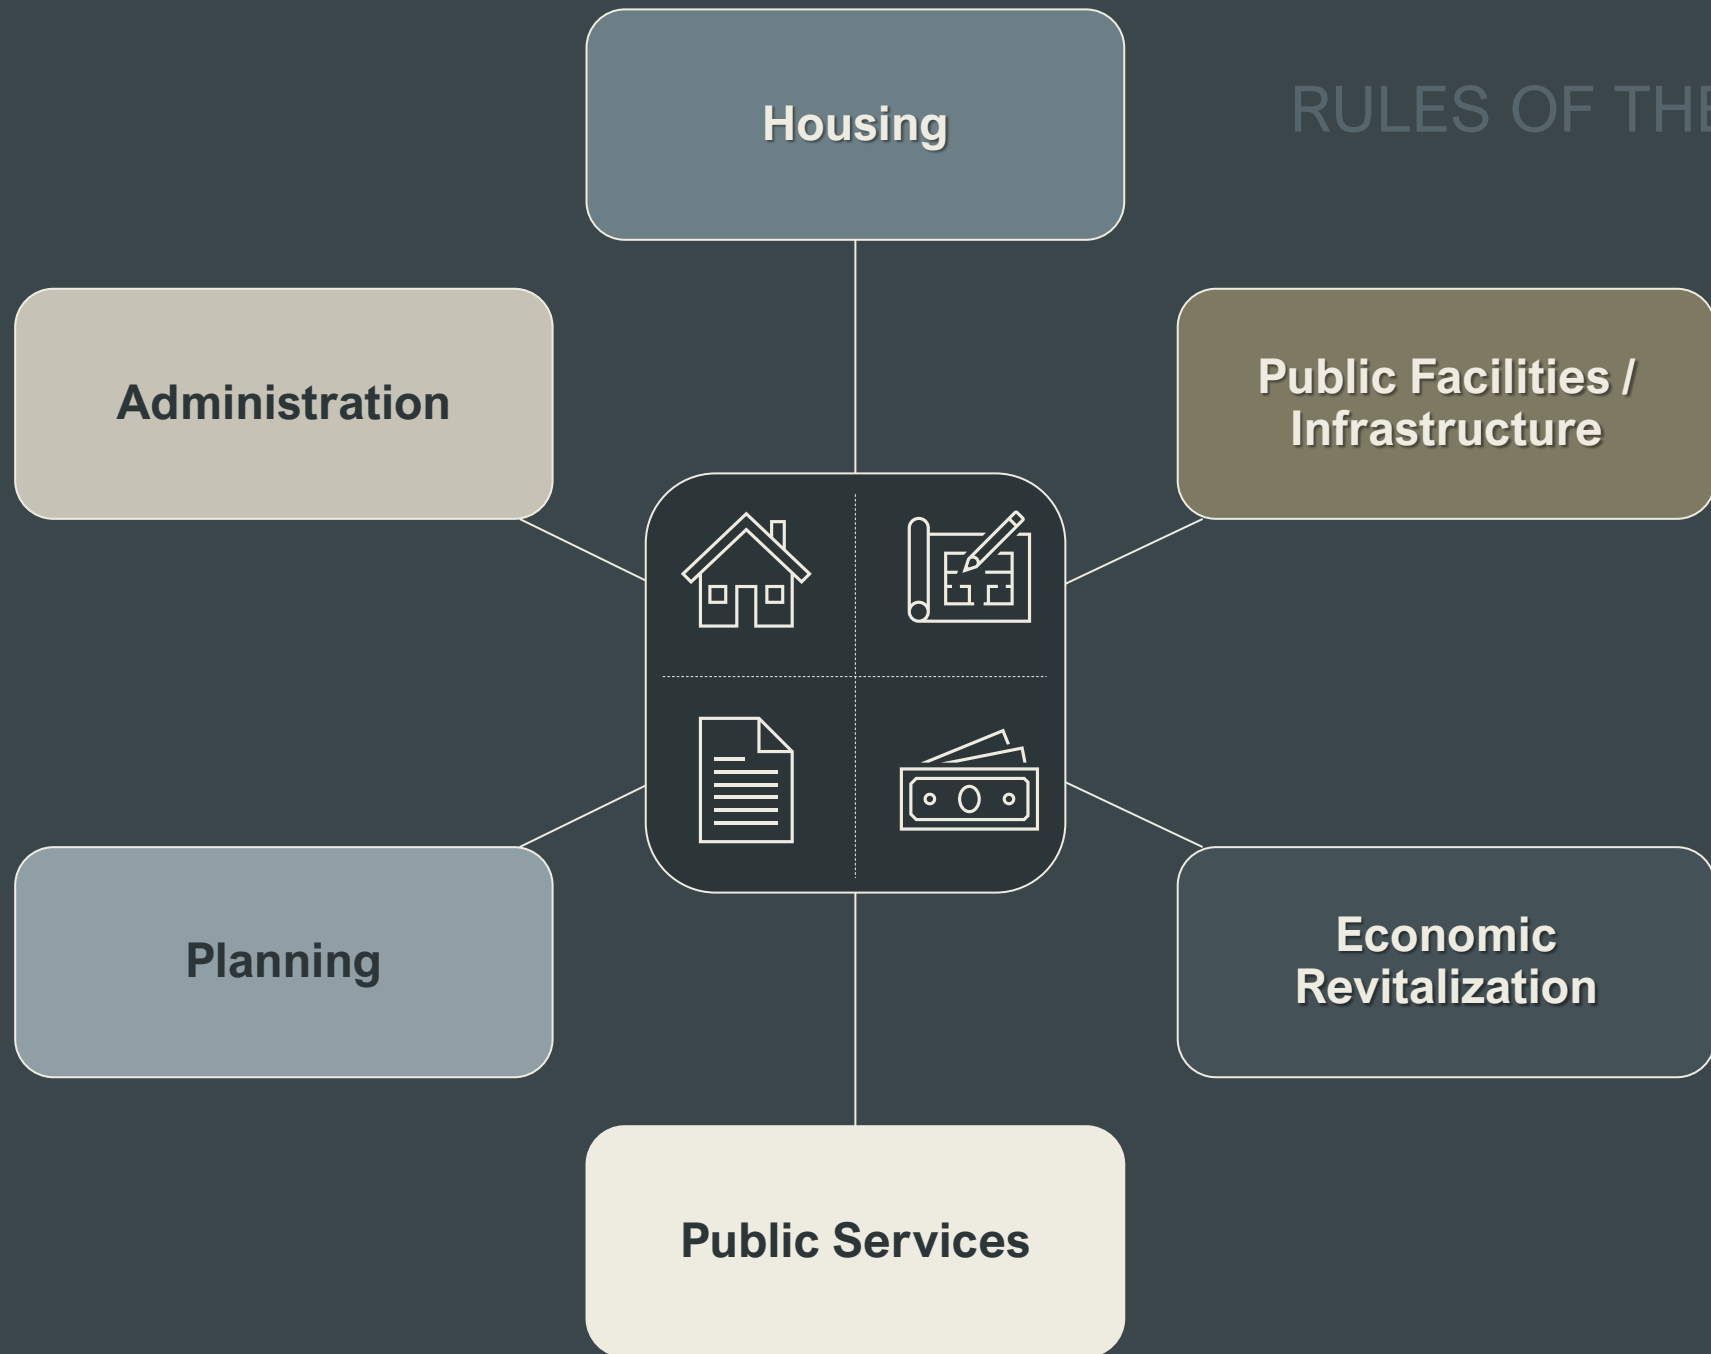 Housing
RULES OF THE
Administration
Public Facilities /
Infrastructure
Planning
Economic
Revitalization
Public Services